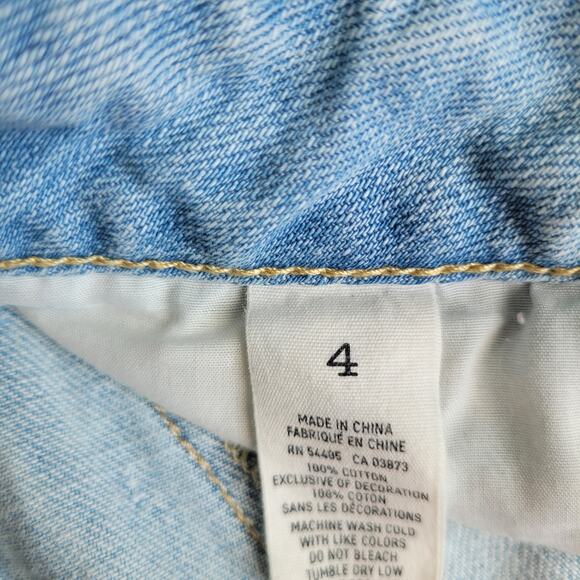 4
MADE IN CHINA
FABRIQUÉ EN CHINE
RN 54485 CA 03873
100% COTTON
EXCLUSIVE OF DECORATION
100% COTON
SANS LES DÉCORATIONS
MACHINE WASH COLD
WITH LIKE COLORS
DO NOT BLEACH
TUMBLE DRY LOW